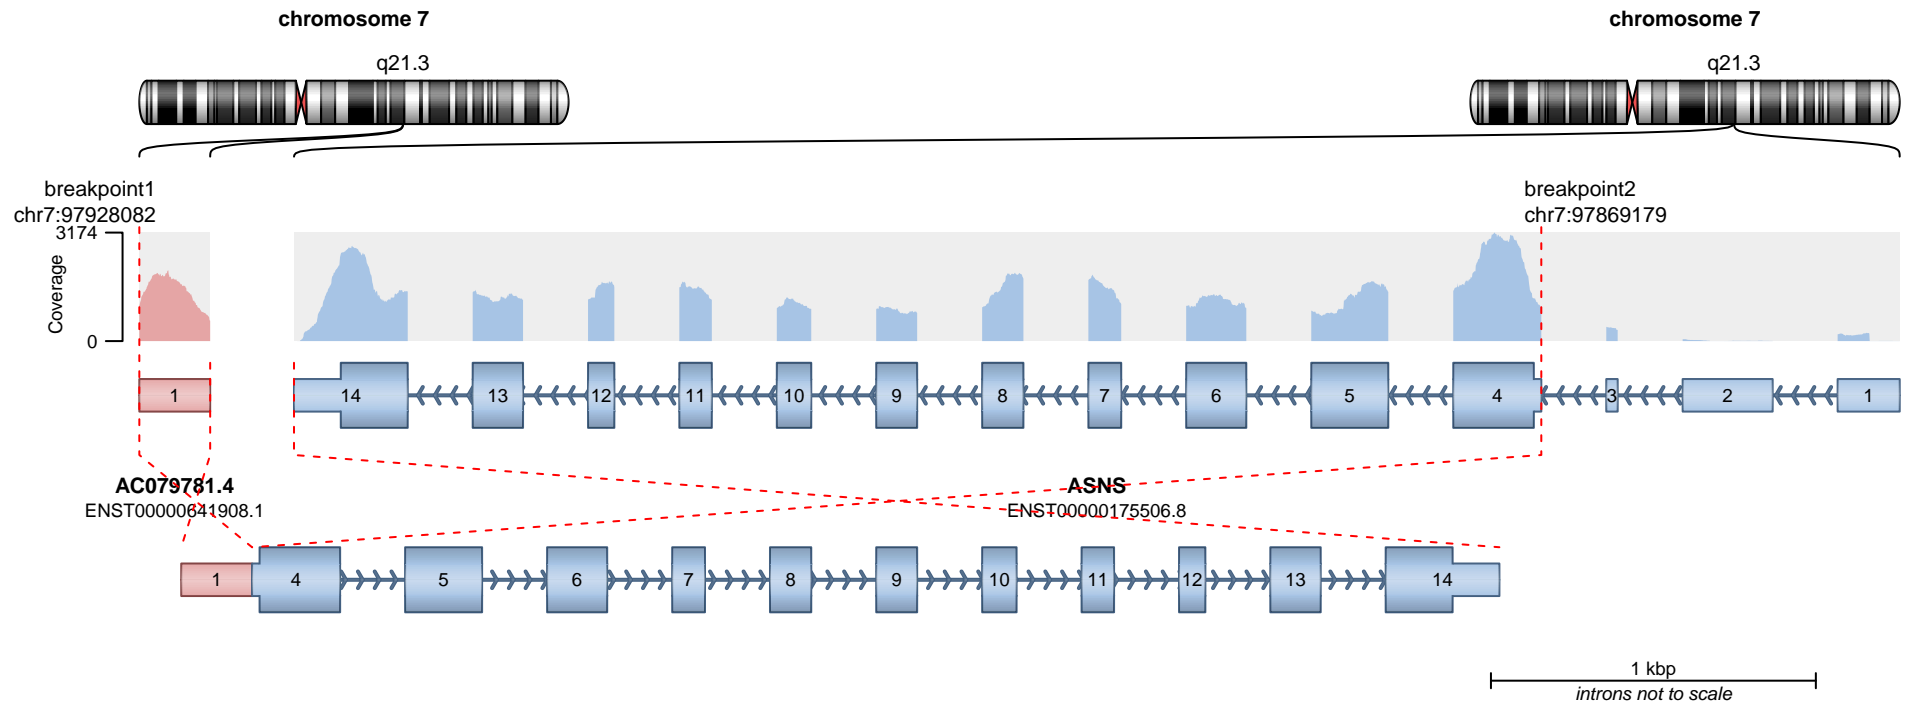 chromosome 7
chromosome 7
q21.3
q21.3
breakpoint1
chr7:97928082
breakpoint2
chr7:97869179
3174
Coverage
0
1
14
13
12
11
10
9
8
7
6
5
4
3
2
1
AC079781.4
ENST00000641908.1
ASNS
ENST00000175506.8
1
4
5
6
7
8
9
10
11
12
13
14
1 kbp
introns not to scale